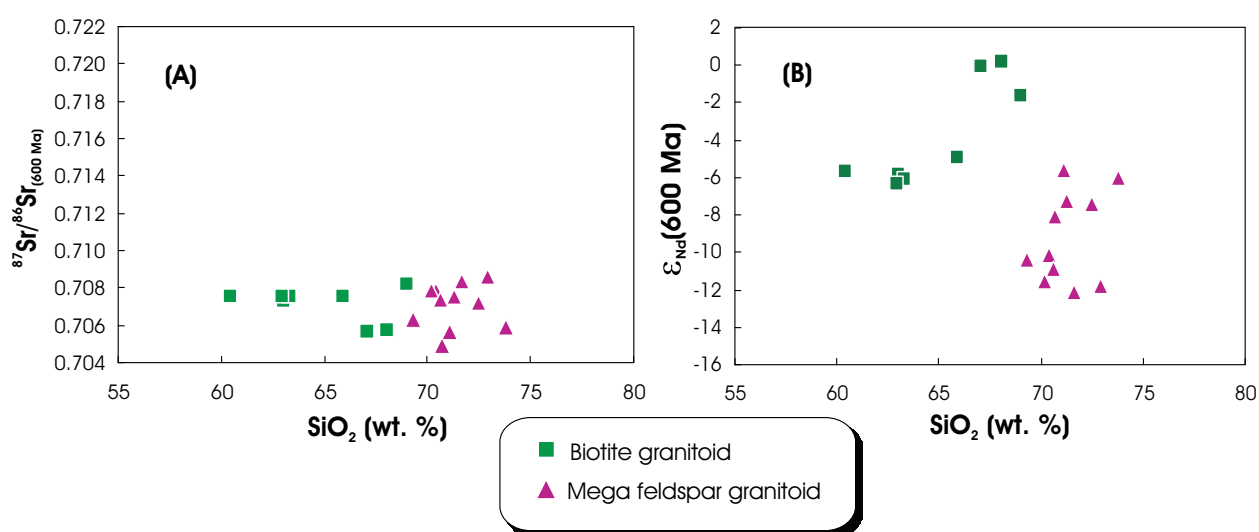 0.722
0.720
0.718
0.716
0.714
0.712
0.710
0.708
0.706
0.704
⁸⁷Sr/⁸⁶Sr(600 Ma)
(A)
55 60 65 70 75 80
SiO₂ (wt. %)
2
0
-2
-4
-6
-8
-10
-12
-14
-16
εNd(600 Ma)
(B)
55 60 65 70 75 80
SiO₂ (wt. %)
Biotite granitoid
Mega feldspar granitoid